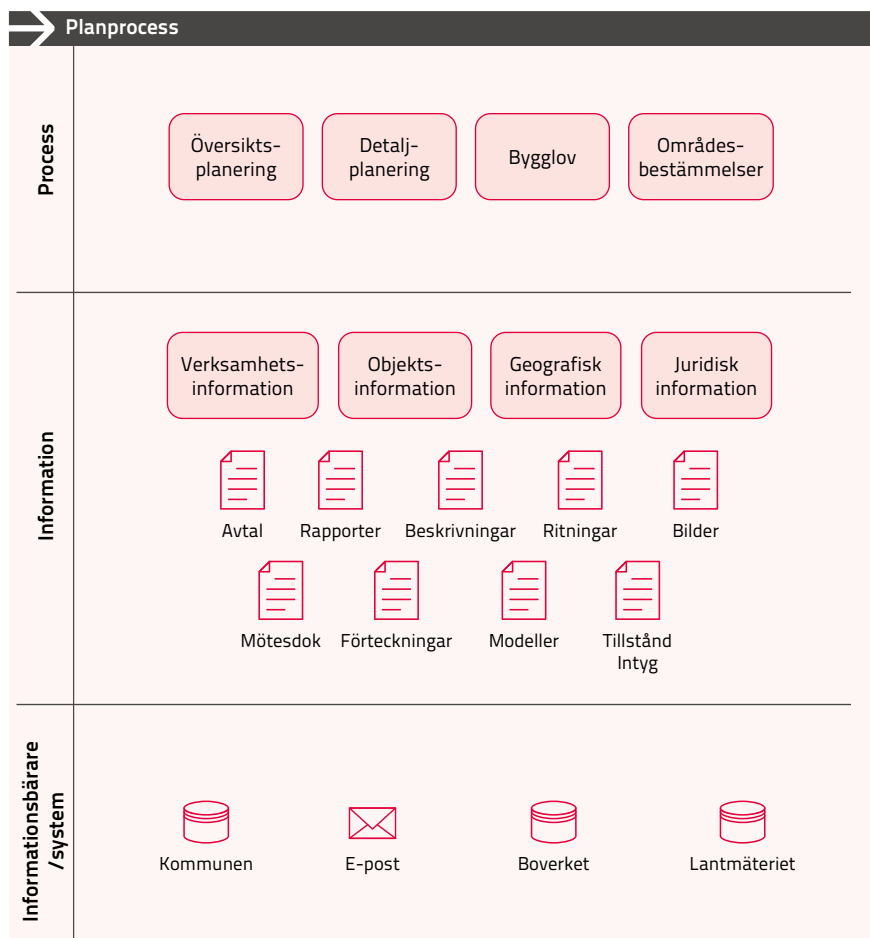 Planprocess
Process
Översikts-
planering
Detalj-
planering
Bygglov
Områdes-
bestämmelser
Information
Verksamhets-
information
Objekts-
information
Geografisk
information
Juridisk
information
Avtal
Rapporter
Beskrivningar
Ritningar
Bilder
Mötesdok
Förteckningar
Modeller
Tillstånd
Intyg
Informationsbärare
/system
Kommunen
E-post
Boverket
Lantmäteriet